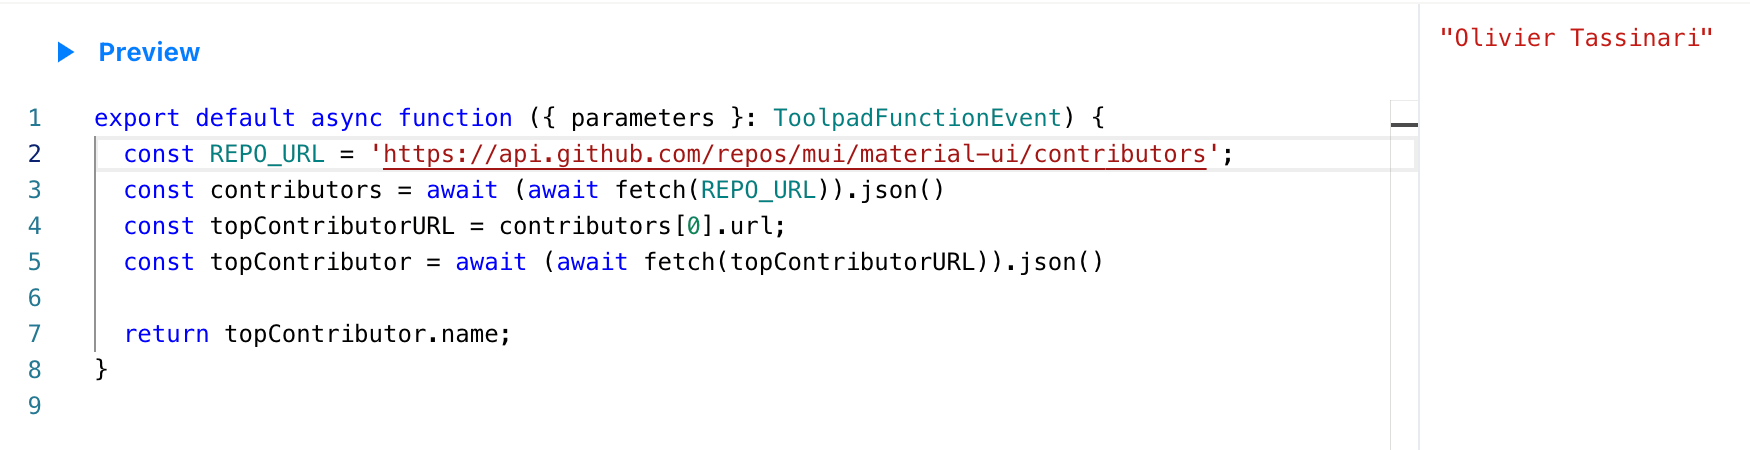 Preview
"Olivier Tassinari"
1 export default async function ({ parameters }: ToolpadFunctionEvent) {
2 const REPO_URL = 'https://api.github.com/repos/mui/material-ui/contributors';
3 const contributors = await (await fetch(REPO_URL)).json()
4 const topContributorURL = contributors[0].url;
5 const topContributor = await (await fetch(topContributorURL)).json()
6
7 return topContributor.name;
8 }
9